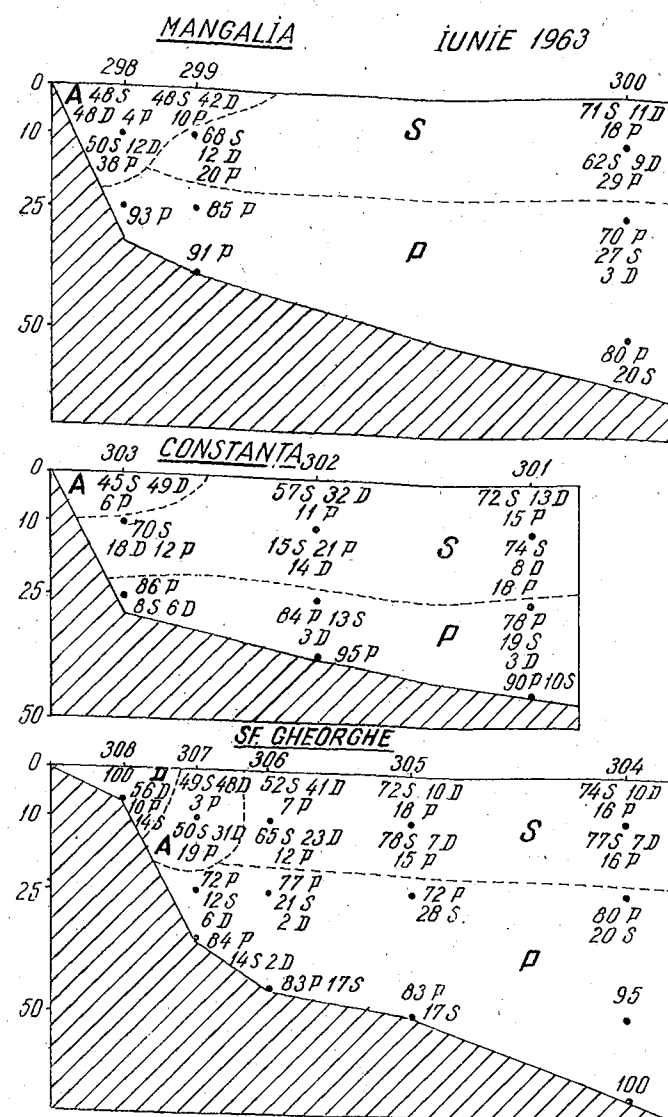 MANGALİA İUNIE 1963
298 299 300
0
A 48 S 48 S 42 D 71 S 11 D
48 D 4 P 10 P S 18 P
10
68 S
50 S 12 D 12 D 62 S 9 D
38 P 20 P 29 P
25
93 P 85 P 70 P
P 27 S
91 P 3 D
50
80 P
20 S
CONSTANTA
303 302 301
0
A 45 S 49 D 57 S 32 D 72 S 13 D
6 P 11 P 15 P
10
70 S S 74 S
18 D 12 P 15 S 21 P 8 D
14 D 18 P
25
86 P 78 P
8 S 6 D 84 P 13 S 19 S
3 D P 3 D
95 P
90 P 10 S
50
SF. GHEORGHE
308 307 306 305 304
0
100 D 49 S 48 D 52 S 41 D 72 S 10 D 74 S 10 D
56 D 3 P 7 P 18 P 16 P
10
10 P S
14 S 50 S 31 D 65 S 23 D 78 S 7 D 77 S 7 D
A 19 P 12 P 15 P 16 P
25
72 P 77 P 72 P 80 P
12 S 21 S 28 S. 20 S
6 D 2 D
84 P P
14 S 2 D
83 P 17 S 83 P 95
17 S
50
100